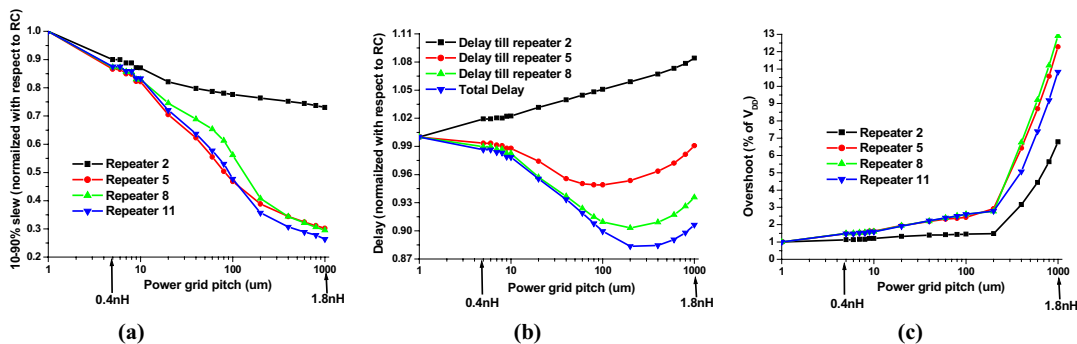 10-90% slew (normalized with respect to RC)
1.0
0.9
0.8
0.7
0.6
0.5
0.4
0.3
0.2
Repeater 2
Repeater 5
Repeater 8
Repeater 11
1 10 100 1000
Power grid pitch (um)
0.4nH 1.8nH
(a)
Delay (normalized with respect to RC)
1.11
1.08
1.05
1.02
0.99
0.96
0.93
0.90
0.87
Delay till repeater 2
Delay till repeater 5
Delay till repeater 8
Total Delay
1 10 100 1000
Power grid pitch (um)
0.4nH 1.8nH
(b)
Overshoot (% of VDD)
13
12
11
10
9
8
7
6
5
4
3
2
1
0
Repeater 2
Repeater 5
Repeater 8
Repeater 11
1 10 100 1000
Power grid pitch (um)
0.4nH 1.8nH
(c)